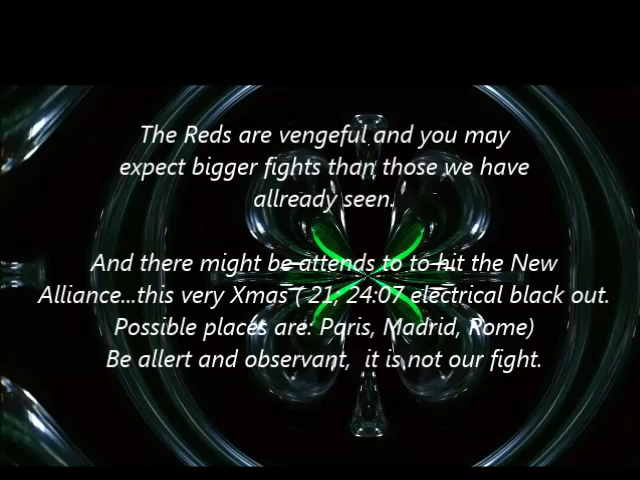 The Reds are vengeful and you may
expect bigger fights than those we have
allready seen.
And there might be attends to to hit the New
Alliance...this very Xmas ( 21, 24:07 electrical black out.
Possible places are: Paris, Madrid, Rome)
Be allert and observant, it is not our fight.